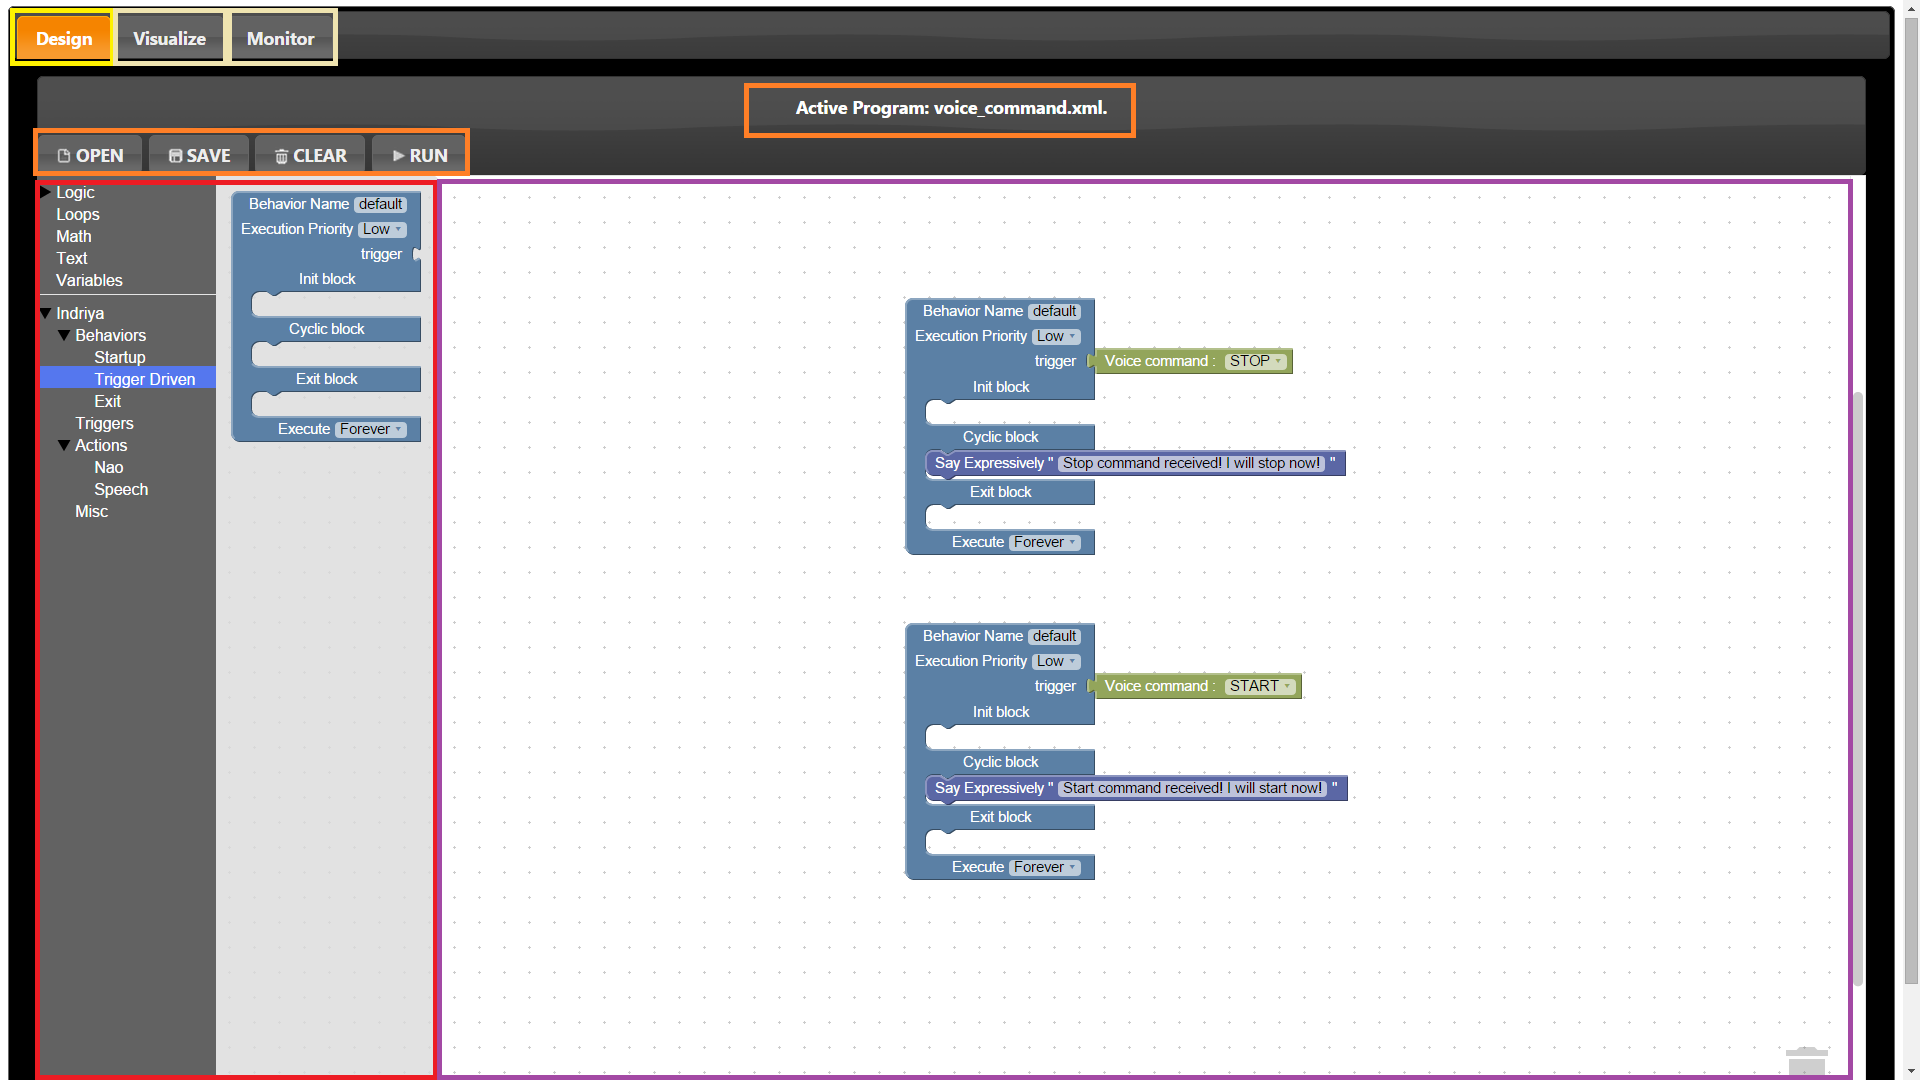 Design Visualize Monitor
Active Program: voice_command.xml.
OPEN SAVE CLEAR RUN
Logic
Loops
Math
Text
Variables
Indriya
Behaviors
Startup
Trigger Driven
Exit
Triggers
Actions
Nao
Speech
Misc
Behavior Name default
Execution Priority Low
trigger
Init block
Cyclic block
Exit block
Execute Forever
Behavior Name default
Execution Priority Low
trigger Voice command : STOP
Init block
Cyclic block
Say Expressively " Stop command received! I will stop now! "
Exit block
Execute Forever
Behavior Name default
Execution Priority Low
trigger Voice command : START
Init block
Cyclic block
Say Expressively " Start command received! I will start now! "
Exit block
Execute Forever